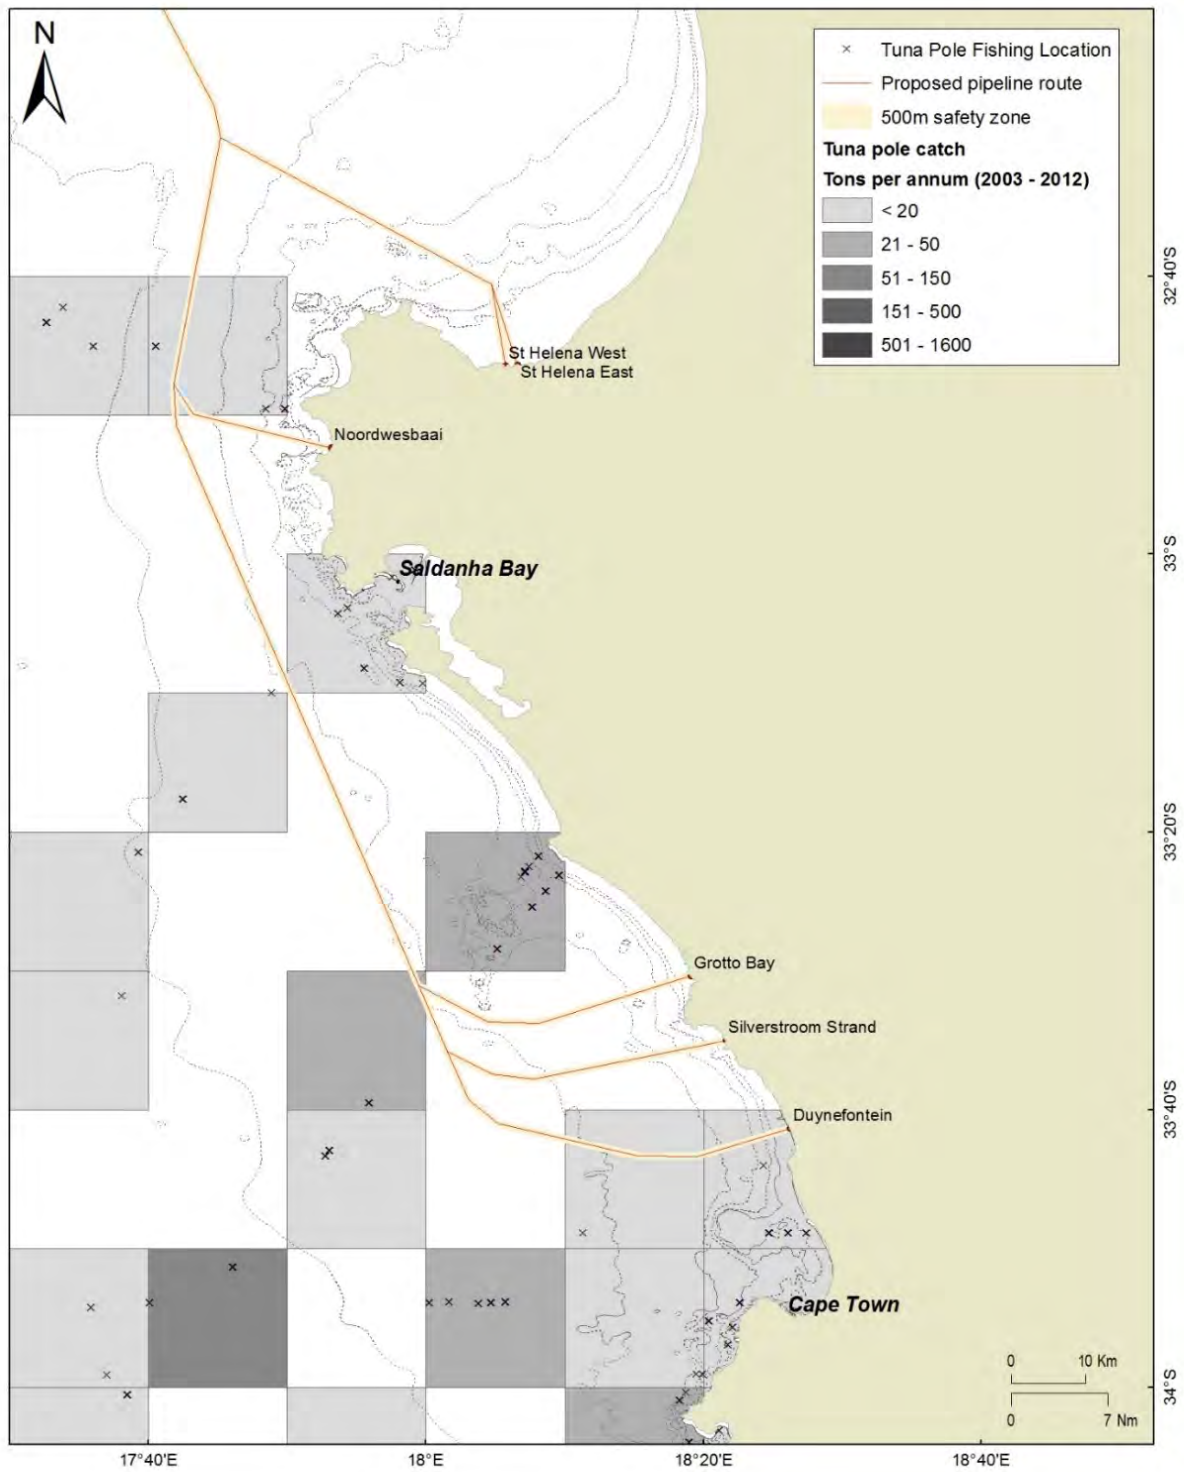 N
Tuna Pole Fishing Location
Proposed pipeline route
500m safety zone
Tuna pole catch
Tons per annum (2003 - 2012)
< 20
21 - 50
51 - 150
151 - 500
501 - 1600
32°40'S
St Helena West
St Helena East
Noordwesbaai
33°S
Saldanha Bay
33°20'S
Grotto Bay
Silverstroom Strand
33°40'S
Duynefontein
Cape Town
0 10 Km
0 7 Nm
34°S
17°40'E
18°E
18°20'E
18°40'E